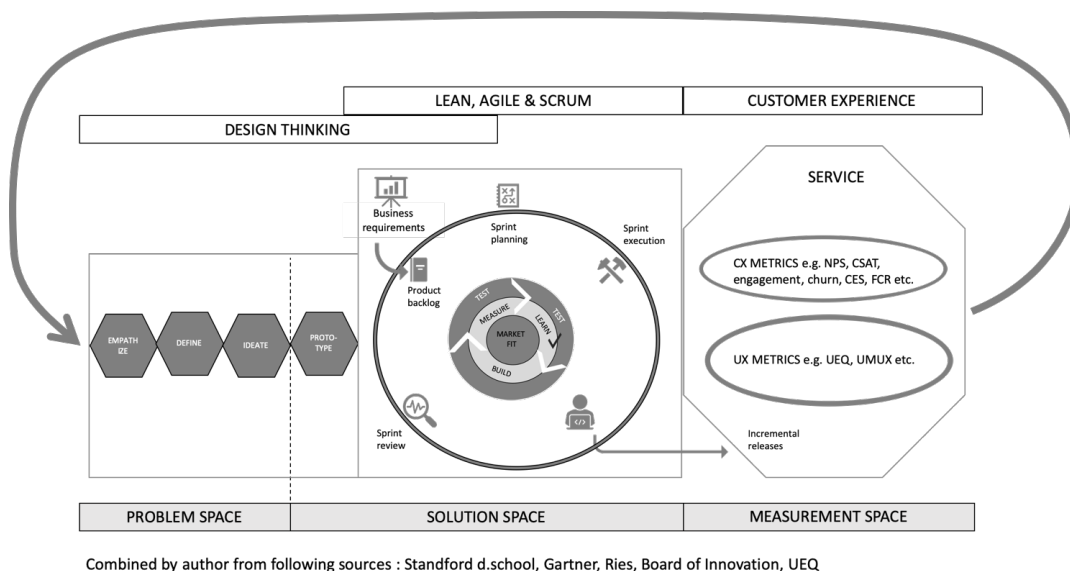 LEAN, AGILE & SCRUM
CUSTOMER EXPERIENCE
DESIGN THINKING
SERVICE
Business
requirements
Sprint
planning
Sprint
execution
Product
backlog
CX METRICS e.g. NPS, CSAT,
engagement, churn, CES, FCR etc.
TEST
TEST
MEASURE
LEARN
MARKET
FIT
BUILD
EMPATH
IZE
DEFINE
IDEATE
PROTO-
TYPE
UX METRICS e.g. UEQ, UMUX etc.
Sprint
review
Incremental
releases
PROBLEM SPACE
SOLUTION SPACE
MEASUREMENT SPACE
Combined by author from following sources : Standford d.school, Gartner, Ries, Board of Innovation, UEQ